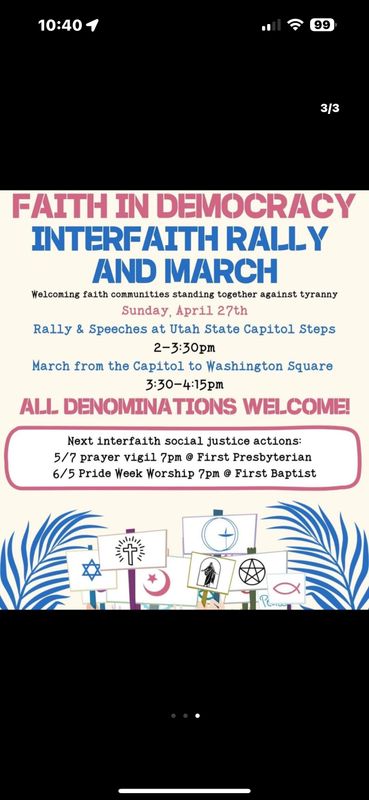 10:40
99
3/3
FAITH IN DEMOCRACY
INTERFAITH RALLY
AND MARCH
Welcoming faith communities standing together against tyranny
Sunday, April 27th
Rally & Speeches at Utah State Capitol Steps
2-3:30pm
March from the Capitol to Washington Square
3:30-4:15pm
ALL DENOMINATIONS WELCOME!
Next interfaith social justice actions:
5/7 prayer vigil 7pm @ First Presbyterian
6/5 Pride Week Worship 7pm @ First Baptist